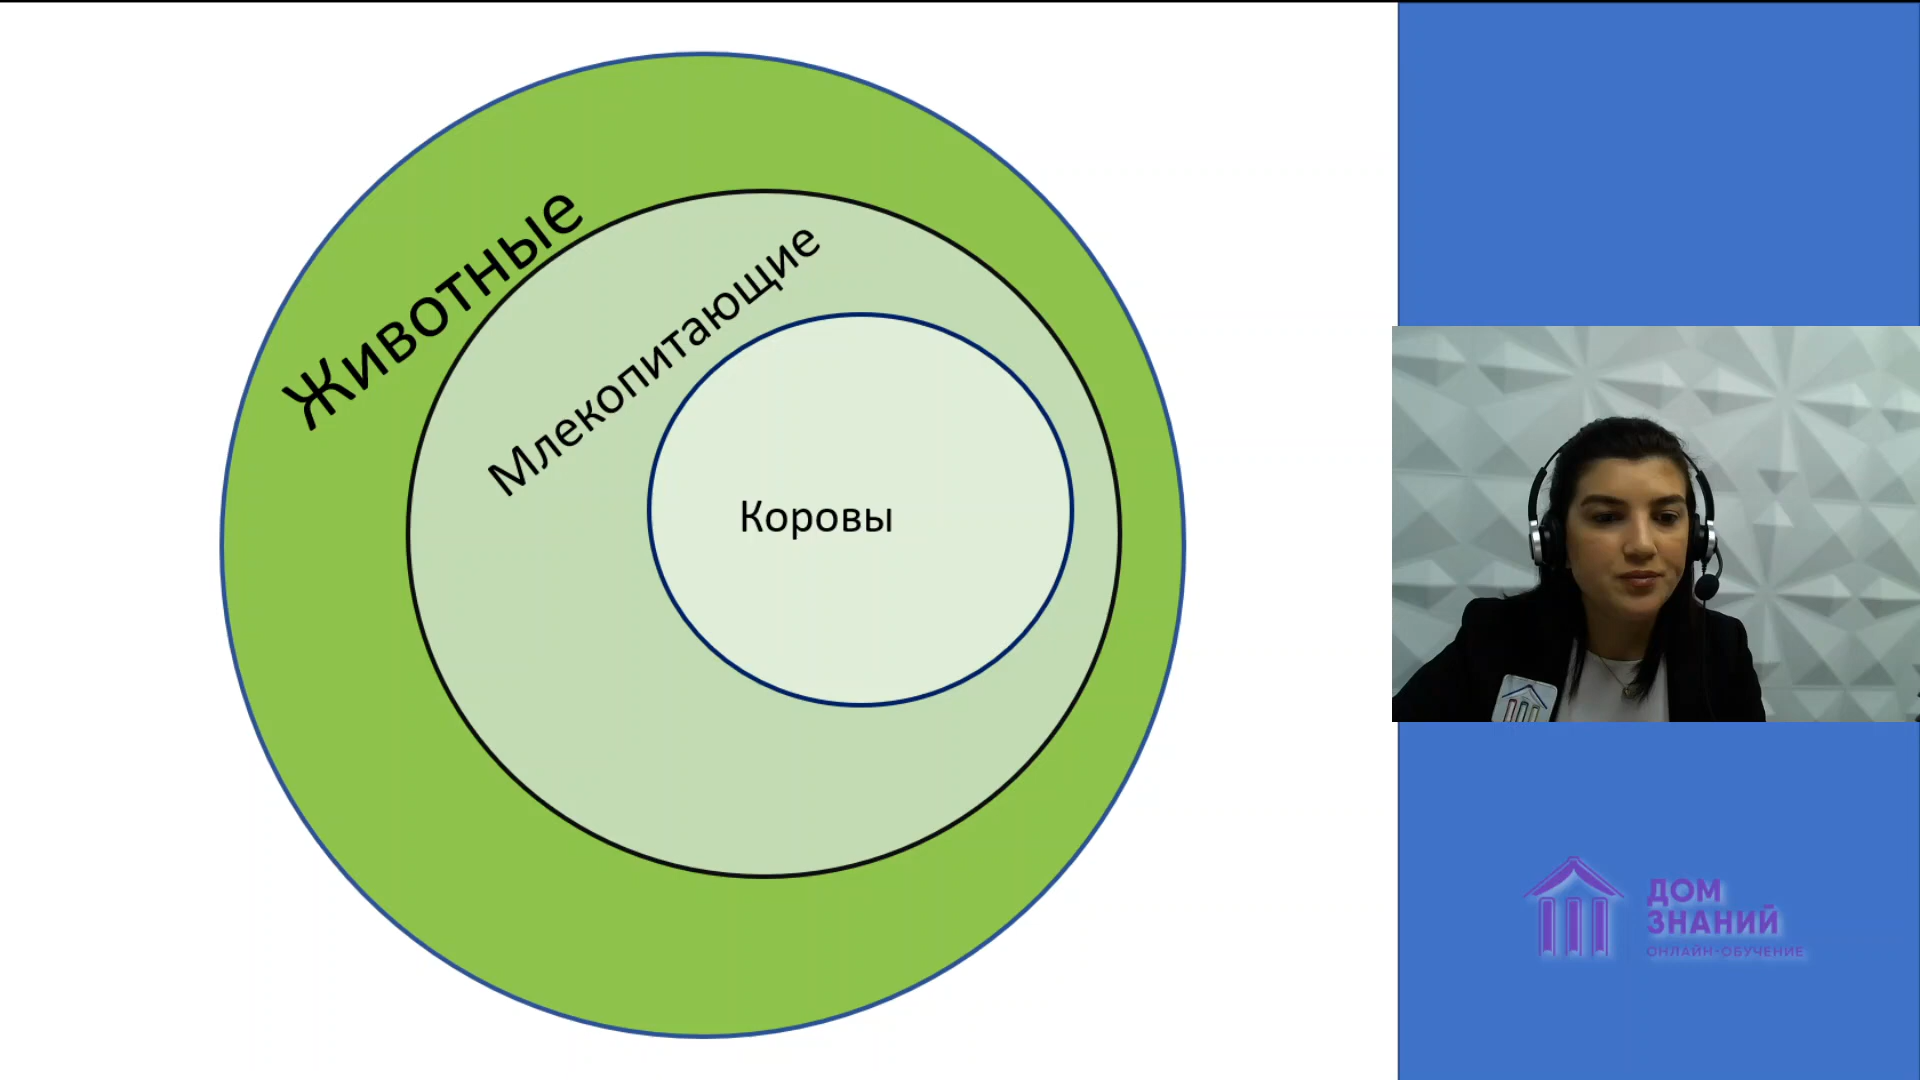 Животные
Млекопитающие
Коровы
ДОМ
ЗНАНИЙ
ОНЛАЙН-ОБУЧЕНИЕ